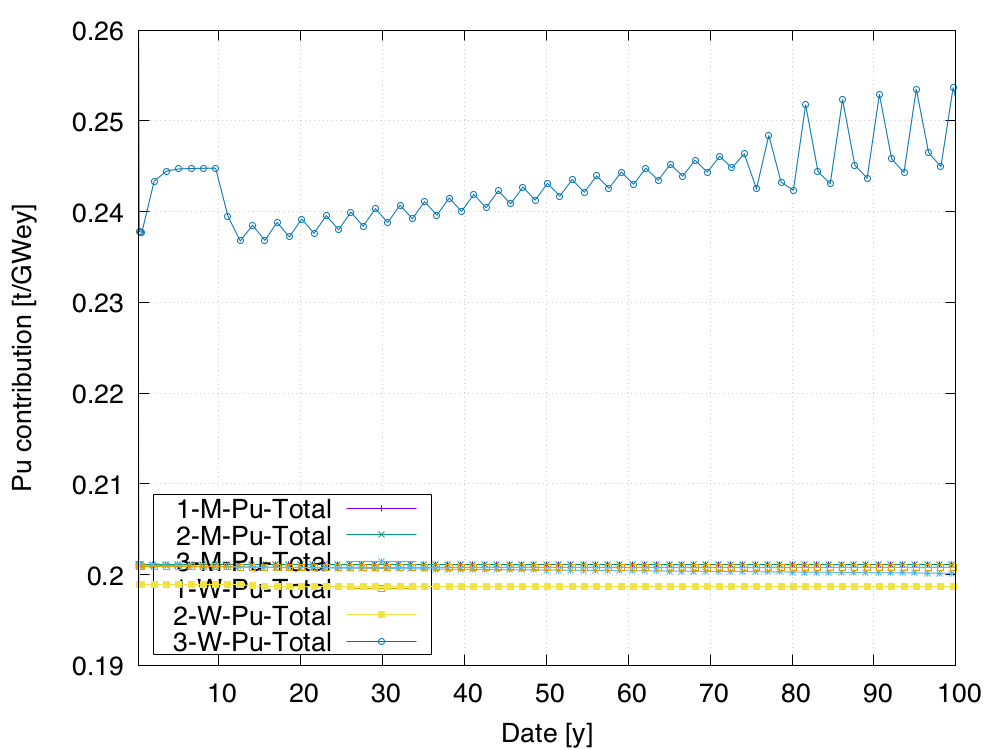 0.26
0.25
0.24
0.23
0.22
0.21
0.2
0.19
Pu contribution [t/GWey]
1-M-Pu-Total
2-M-Pu-Total
3-M-Pu-Total
1-W-Pu-Total
2-W-Pu-Total
3-W-Pu-Total
10 20 30 40 50 60 70 80 90 100
Date [y]